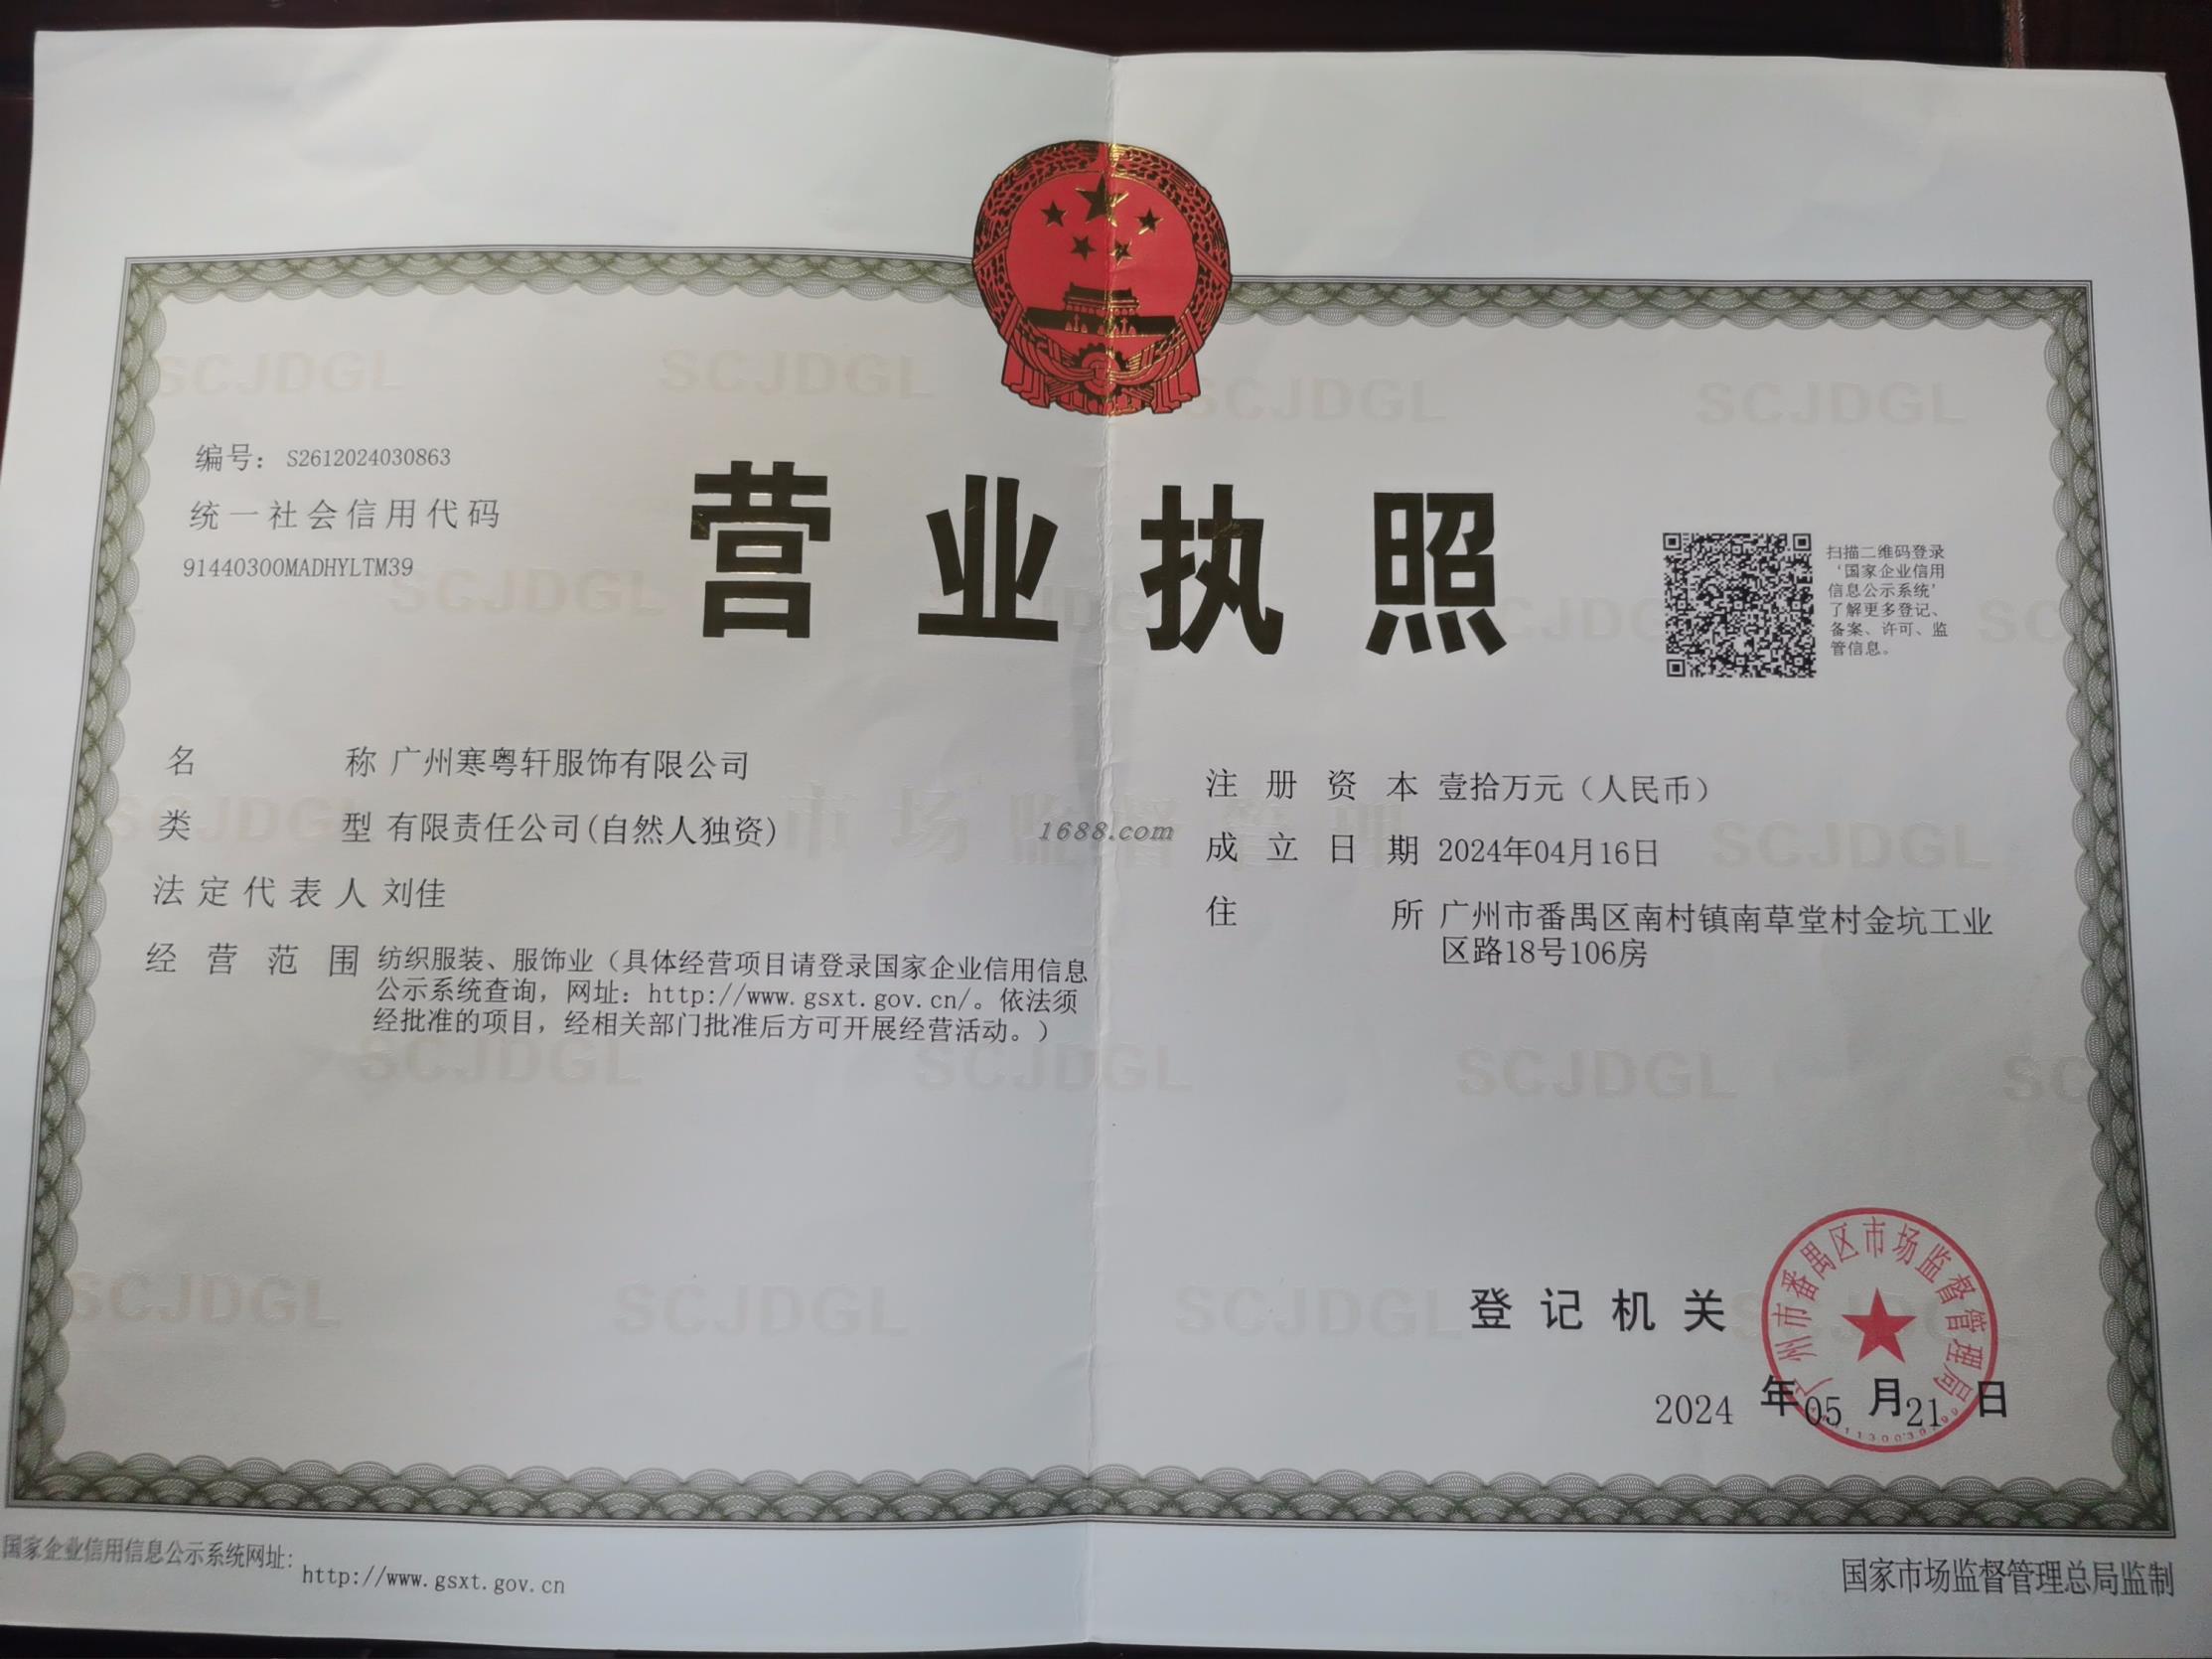 编号： S2612024030863
统一社会信用代码
91440300MADHYLTM39
营业执照
扫描二维码登录
‘国家企业信用
信息公示系统’
了解更多登记、
备案、许可、监
管信息。
名称 广州寒粤轩服饰有限公司
类型 有限责任公司(自然人独资)
法定代表人 刘佳
经营范围 纺织服装、服饰业（具体经营项目请登录国家企业信用信息
公示系统查询，网址：http://www.gsxt.gov.cn/。依法须
经批准的项目，经相关部门批准后方可开展经营活动。）
1688.com
注册资本 壹拾万元（人民币）
成立日期 2024年04月16日
住所 广州市番禺区南村镇南草堂村金坑工业
区路18号106房
登记机关
广州市番禺区市场监督管理局
2024 年05 月21 日
国家企业信用信息公示系统网址：
http://www.gsxt.gov.cn
国家市场监督管理总局监制
SCJDGL
市场监督管理